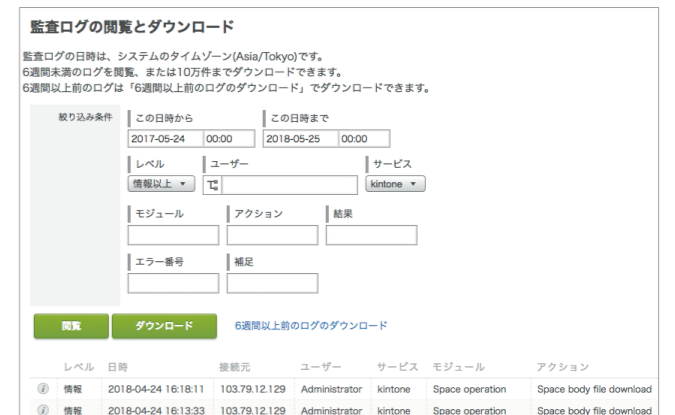 監査ログの閲覧とダウンロード
監査ログの日時は、システムのタイムゾーン(Asia/Tokyo)です。
6週間未満のログを閲覧、または10万件までダウンロードできます。
6週間以上前のログは「6週間以上前のログのダウンロード」でダウンロードできます。
絞り込み条件 この日時から この日時まで
2017-05-24 00:00 2018-05-25 00:00
レベル ユーザー サービス
情報以上 kintone
モジュール アクション 結果
エラー番号 補足
閲覧 ダウンロード 6週間以上前のログのダウンロード
レベル 日時 接続元 ユーザー サービス モジュール アクション
情報 2018-04-24 16:18:11 103.79.12.129 Administrator kintone Space operation Space body file download
情報 2018-04-24 16:13:33 103.79.12.129 Administrator kintone Space operation Space body file download